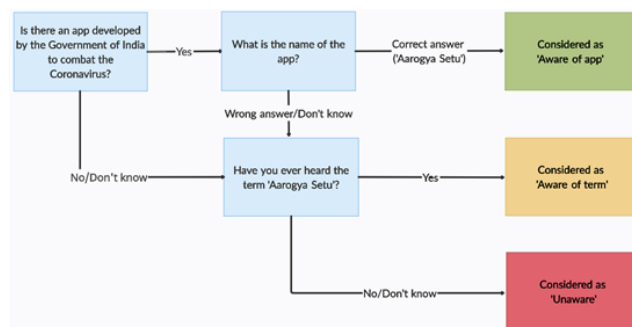 Is there an app developed
by the Government of India
to combat the
Coronavirus?
Yes
What is the name of the
app?
Correct answer
('Aarogya Setu')
Considered as
'Aware of app'
Wrong answer/Don't know
No/Don't know
Have you ever heard the
term 'Aarogya Setu'?
Yes
Considered as
'Aware of term'
No/Don't know
Considered as
'Unaware'